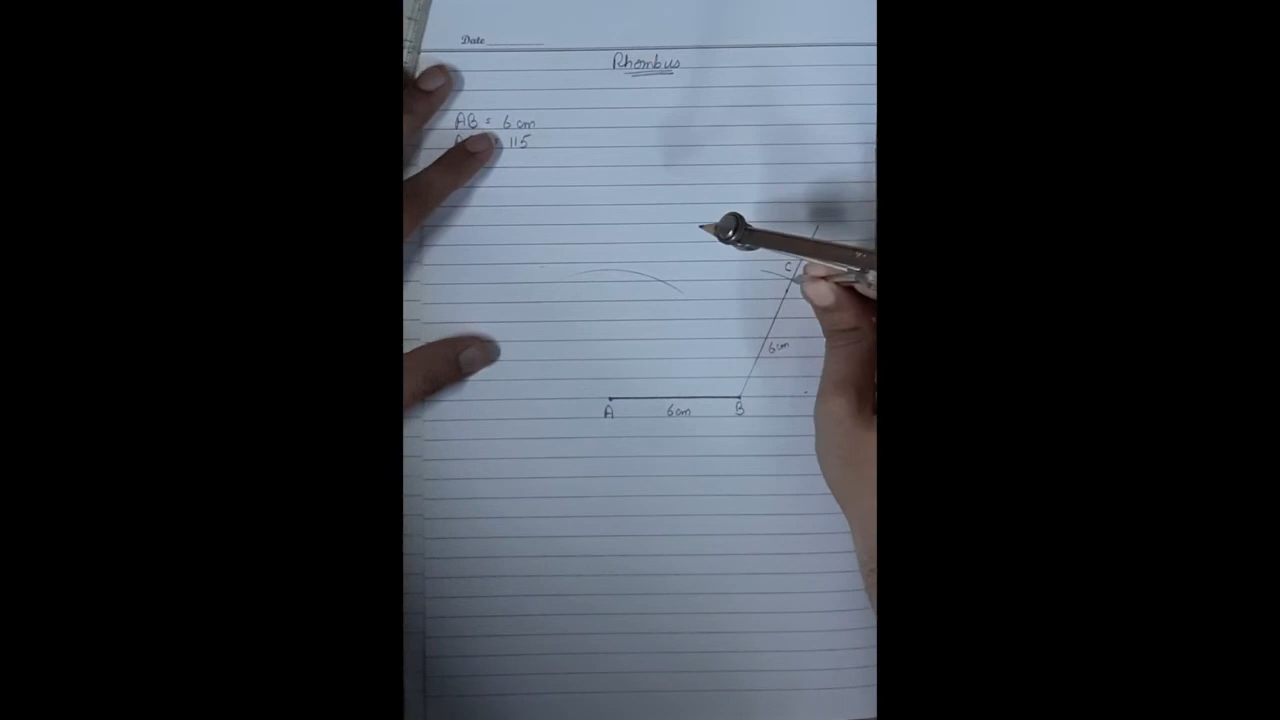 Date
Rhombus
AB = 6 cm
= 115
C
6cm
A 6cm B